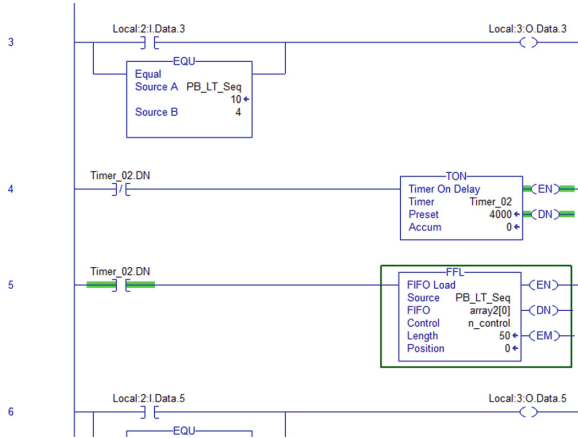 Local:2:I.Data.3 Local:3:O.Data.3
3
EQU
Equal
Source A PB_LT_Seq
10
Source B 4
Timer_02.DN
4
TON
Timer On Delay EN
Timer Timer_02
Preset 4000 DN
Accum 0
Timer_02.DN
5
FFL
FIFO Load EN
Source PB_LT_Seq
FIFO array2[0] DN
Control n_control
Length 50 EM
Position 0
Local:2:I.Data.5 Local:3:O.Data.5
6
EQU